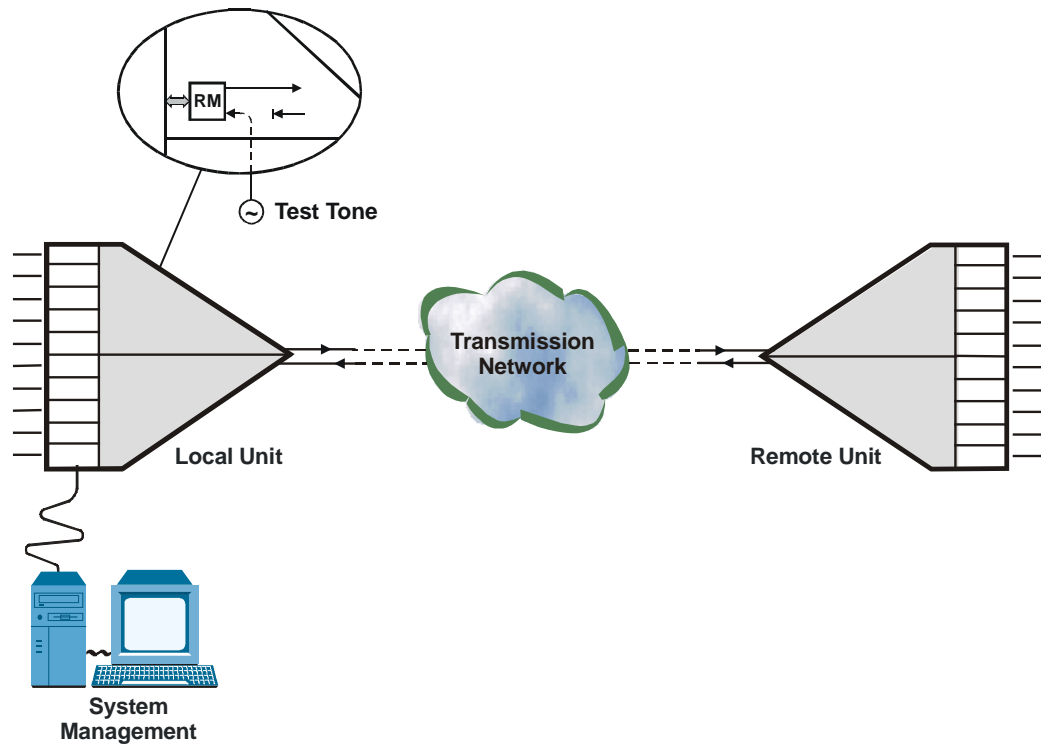 RM
~
Test Tone
Transmission
Network
Local Unit
Remote Unit
System
Management